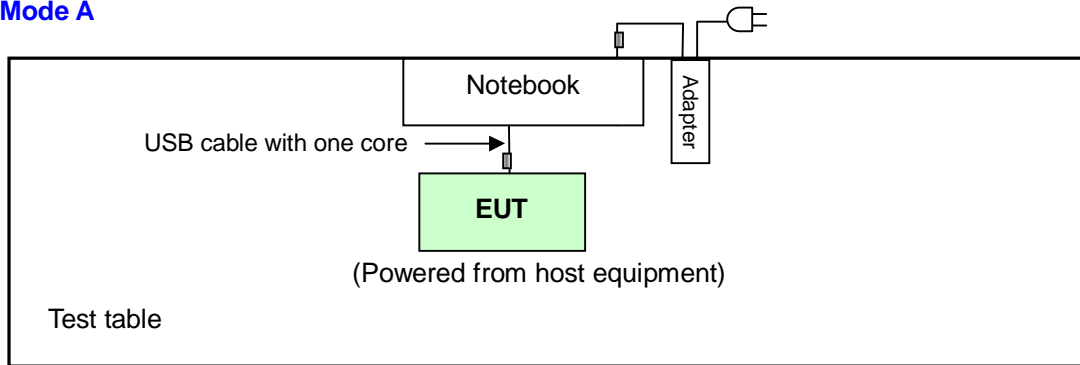 Mode A
Notebook
Adapter
USB cable with one core
EUT
(Powered from host equipment)
Test table